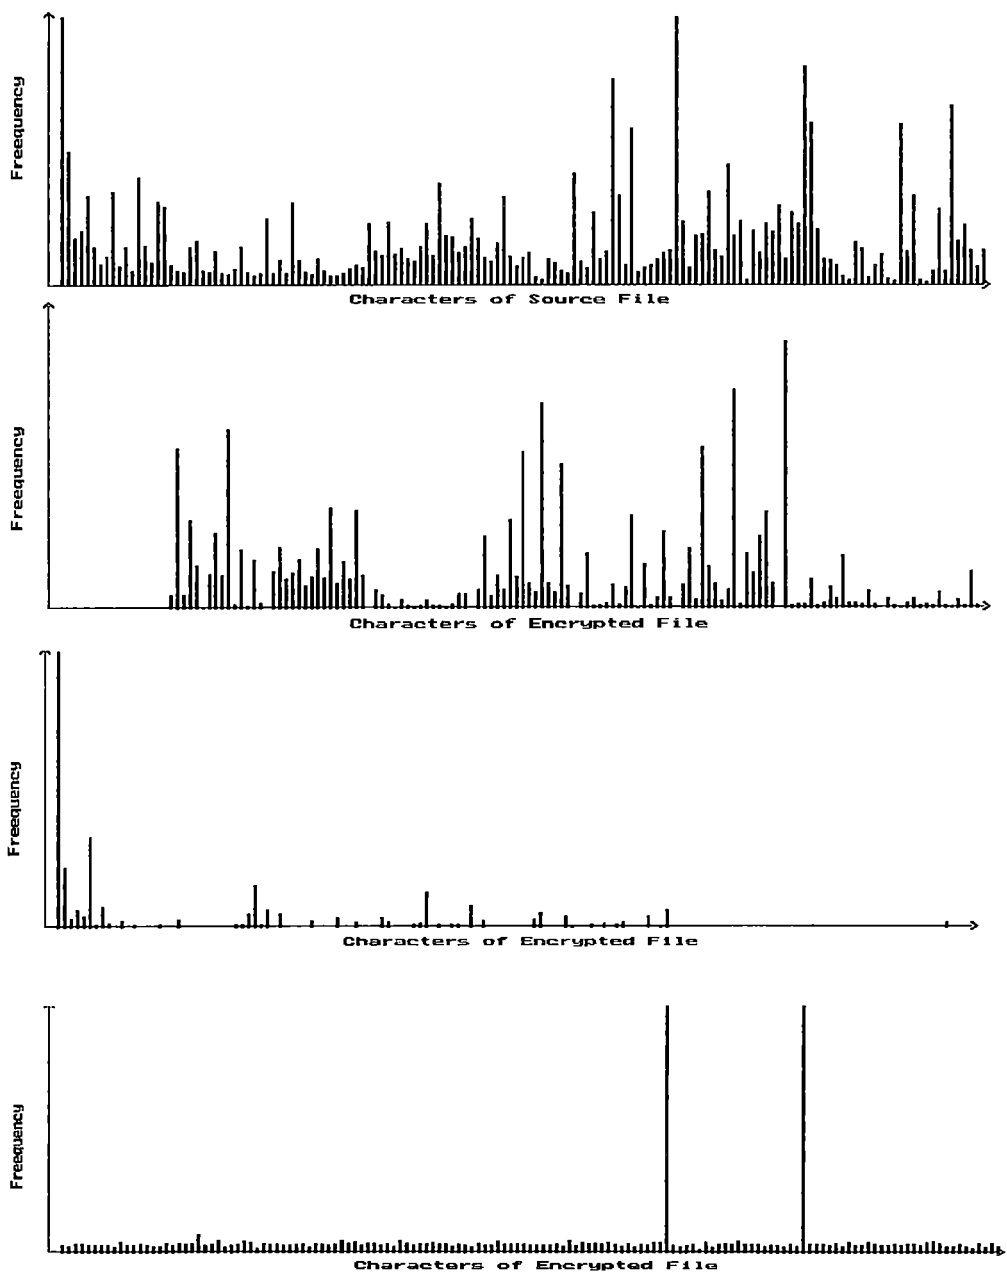 Freequency
Characters of Source File
Freequency
Characters of Encrypted File
Freequency
Characters of Encrypted File
Freequency
Characters of Encrypted File